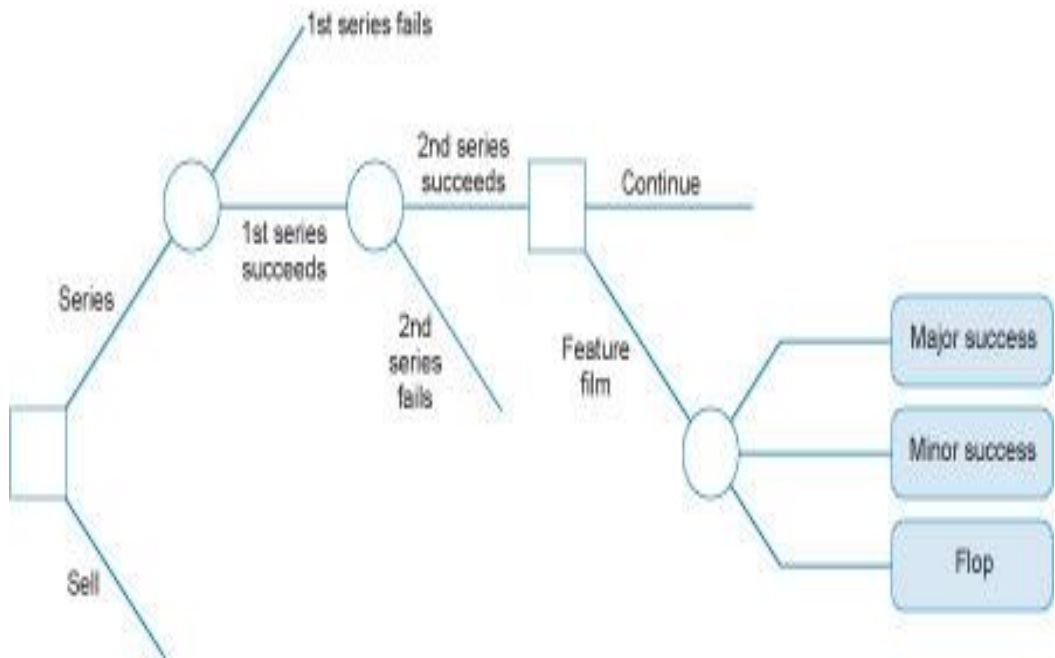 1st series fails
2nd series
succeeds
Continue
1st series
succeeds
Series
2nd
series
fails
Feature
film
Major success
Minor success
Flop
Sell